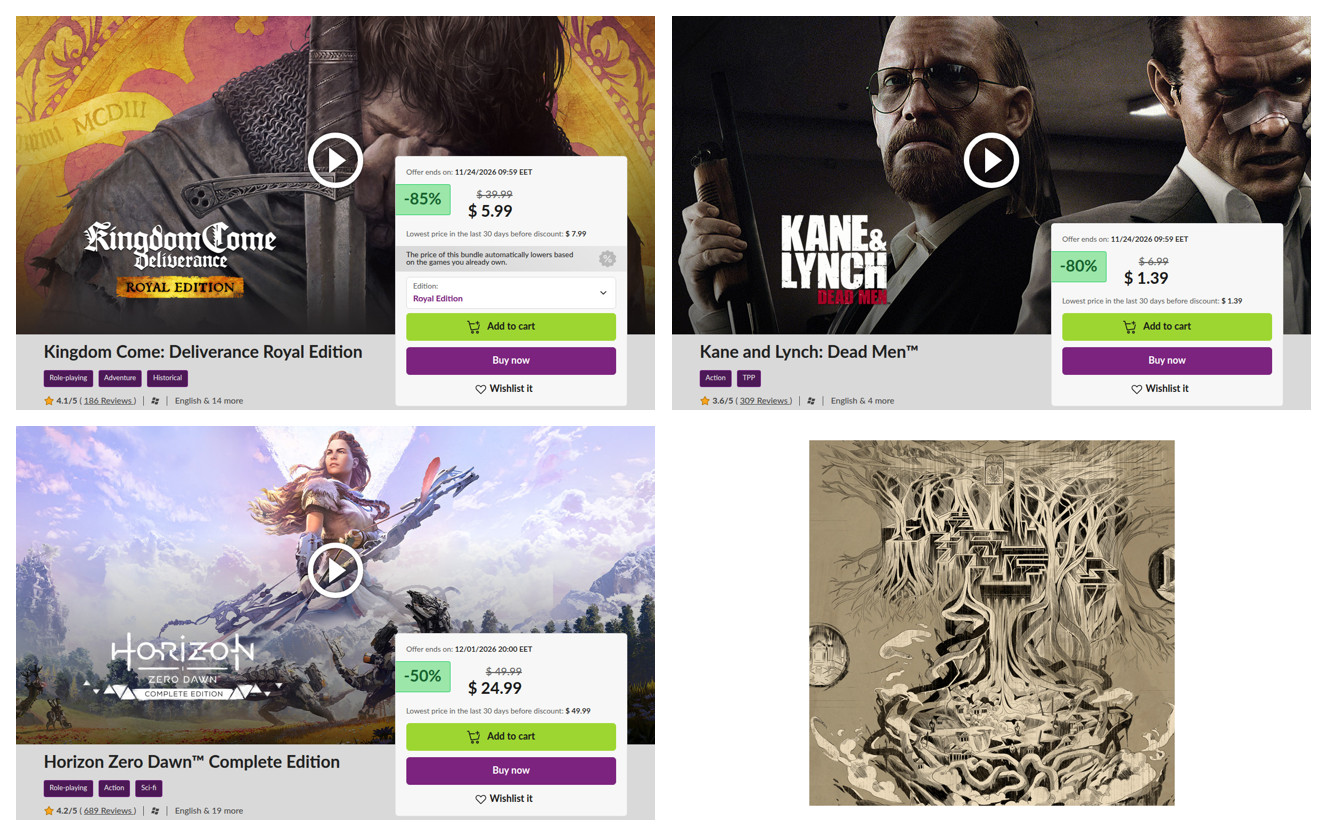 MCDIII
Kingdom Come
Deliverance
ROYAL EDITION
Offer ends on: 11/24/2026 09:59 EET
-85%
$ 39.99
$ 5.99
Lowest price in the last 30 days before discount: $ 7.99
The price of this bundle automatically lowers based
on the games you already own.
Edition:
Royal Edition
Add to cart
Buy now
Wishlist it
Kingdom Come: Deliverance Royal Edition
Role-playing
Adventure
Historical
4.1/5 ( 186 Reviews )
English & 14 more
KANE &
LYNCH
DEAD MEN
Offer ends on: 11/24/2026 09:59 EET
-80%
$ 6.99
$ 1.39
Lowest price in the last 30 days before discount: $ 1.39
Add to cart
Buy now
Wishlist it
Kane and Lynch: Dead Men™
Action
TPP
3.6/5 ( 309 Reviews )
English & 4 more
HORIZON
ZERO DAWN
COMPLETE EDITION
Offer ends on: 12/01/2026 20:00 EET
-50%
$ 49.99
$ 24.99
Lowest price in the last 30 days before discount: $ 49.99
Add to cart
Buy now
Wishlist it
Horizon Zero Dawn™ Complete Edition
Role-playing
Action
Sci-fi
4.2/5 ( 689 Reviews )
English & 19 more